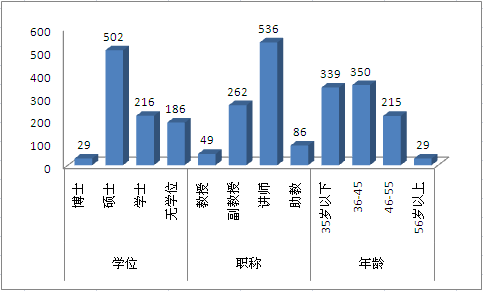 600
500
400
300
200
100
0
29
502
216
186
49
262
536
86
339
350
215
29
博士
硕士
学士
无学位
教授
副教授
讲师
助教
35岁以下
36-45
46-55
56岁以上
学位
职称
年龄